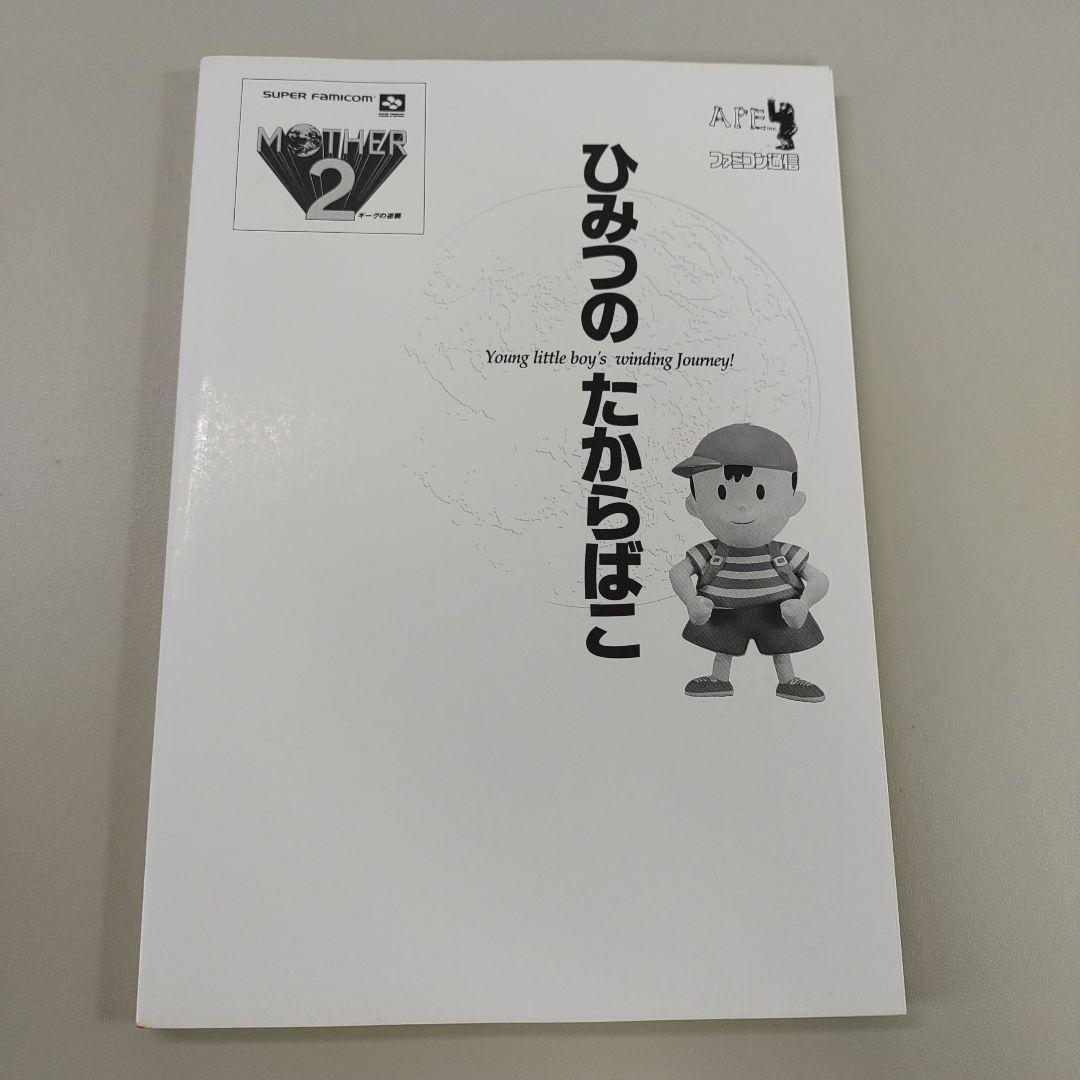 SUPER FAMICOM
MOTHER
2
ギーグの逆襲
APE
inc.
ファミコン通信
ひみつの たからばこ
Young little boy's winding Journey!